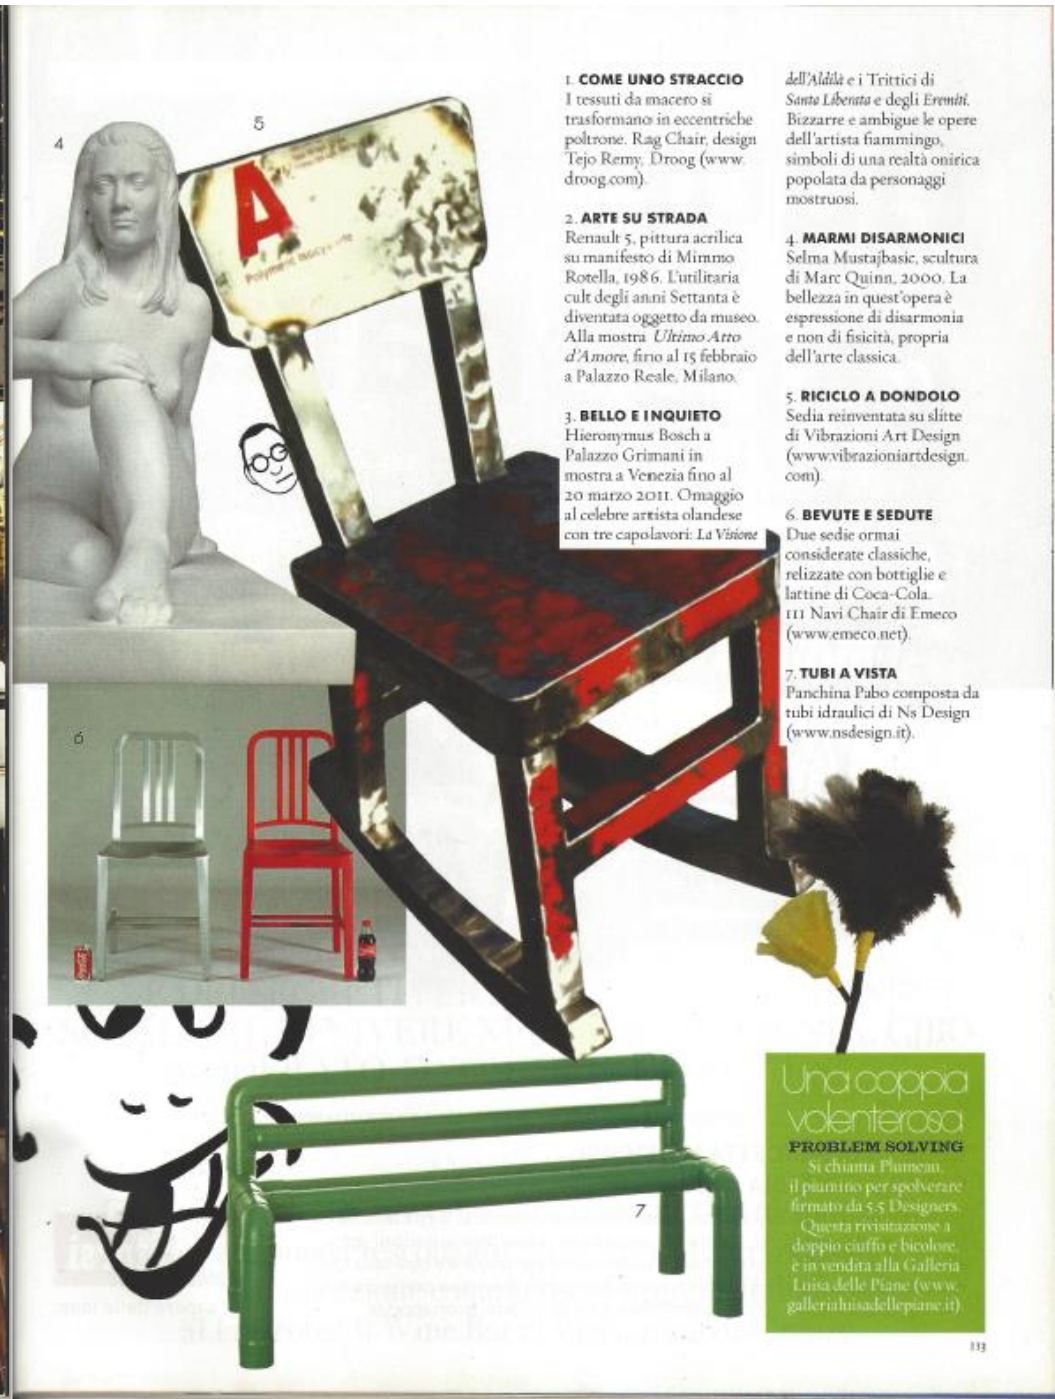 4
5
A
Polyment Isocyanate
1. COME UNO STRACCIO
I tessuti da macero si
trasformano in eccentriche
poltrone. Rag Chair, design
Tejo Remy, Droog (www.
droog.com).
2. ARTE SU STRADA
Renault 5, pittura acrilica
su manifesto di Mimmo
Rotella, 1986. L'utilitaria
cult degli anni Settanta è
diventata oggetto da museo.
Alla mostra Ultimo Atto
d'Amore, fino al 15 febbraio
a Palazzo Reale, Milano.
3. BELLO E INQUIETO
Hieronymus Bosch a
Palazzo Grimani in
mostra a Venezia fino al
20 marzo 2011. Omaggio
al celebre artista olandese
con tre capolavori: La Visione
dell'Aldilà e i Trittici di
Santa Liberata e degli Eremiti.
Bizzarre e ambigue le opere
dell'artista fiammingo,
simboli di una realtà onirica
popolata da personaggi
mostruosi.
4. MARMI DISARMONICI
Selma Mustajbasic, scultura
di Marc Quinn, 2000. La
bellezza in quest'opera è
espressione di disarmonia
e non di fisicità, propria
dell'arte classica.
5. RICICLO A DONDOLO
Sedia reinventata su slitte
di Vibrazioni Art Design
(www.vibrazioniartdesign.
com).
6. BEVUTE E SEDUTE
Due sedie ormai
considerate classiche,
relizzate con bottiglie e
lattine di Coca-Cola.
111 Navi Chair di Emeco
(www.emeco.net).
7. TUBI A VISTA
Panchina Pabo composta da
tubi idraulici di Ns Design
(www.nsdesign.it).
6
7
Una coppia
volenterosa
PROBLEM SOLVING
Si chiama Plumeau,
il piumino per spolverare
firmato da 5.5 Designers.
Questa rivisitazione a
doppio ciuffo e bicolore,
è in vendita alla Galleria
Luisa delle Piane (www.
gallerialuisadellepiane.it).
113